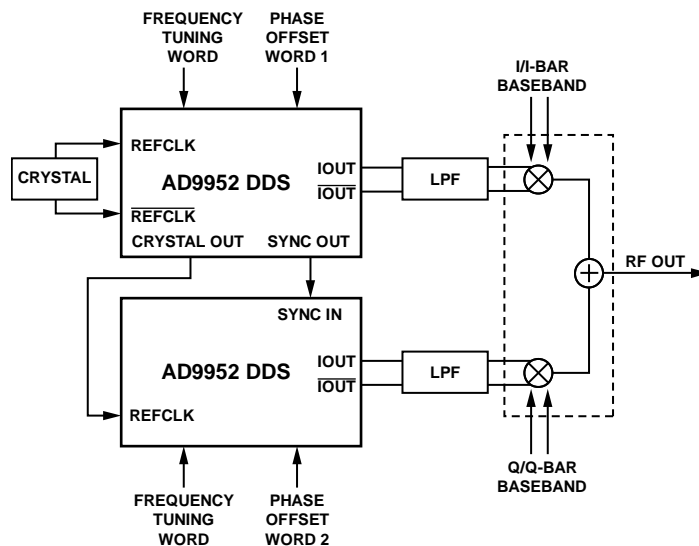 FREQUENCY
TUNING
WORD
PHASE
OFFSET
WORD 1
I/I-BAR
BASEBAND
REFCLK
CRYSTAL
AD9952 DDS
IOUT
IOUT
LPF
REFCLK
CRYSTAL OUT
SYNC OUT
RF OUT
SYNC IN
AD9952 DDS
IOUT
IOUT
LPF
REFCLK
FREQUENCY
TUNING
WORD
PHASE
OFFSET
WORD 2
Q/Q-BAR
BASEBAND